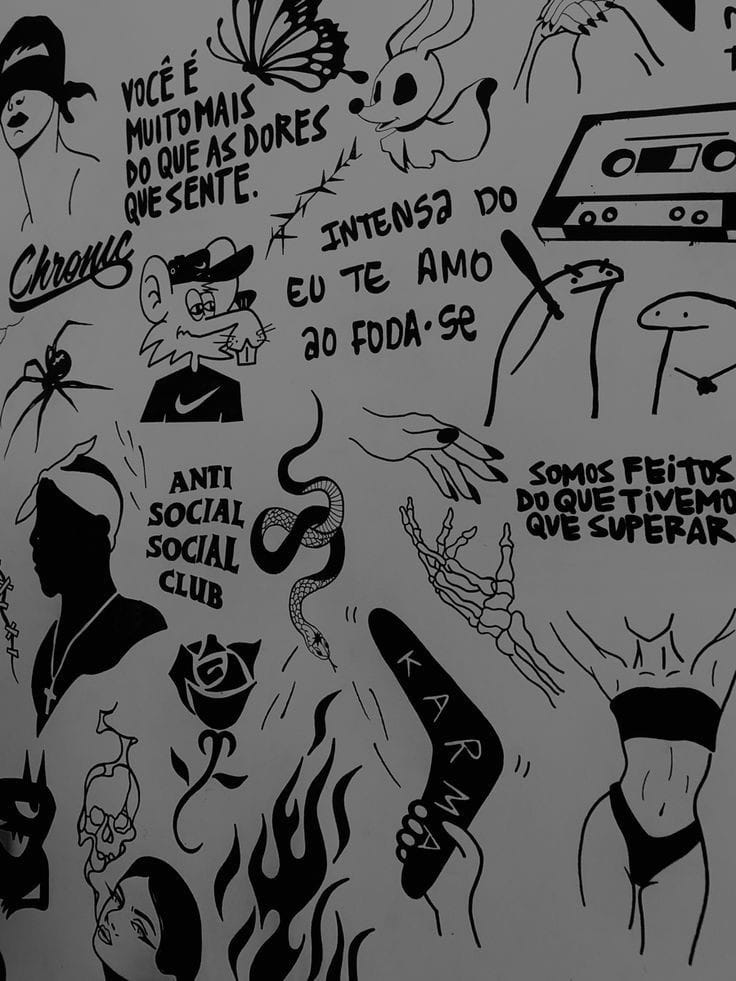 VOCÊ É
MUITO MAIS
DO QUE AS DORES
QUE SENTE.
Chronic
INTENSA DO
EU TE AMO
AO FODA-SE
ANTI
SOCIAL
SOCIAL
CLUB
SOMOS FEITOS
DO QUE TIVEMO
QUE SUPERAR
KARMA